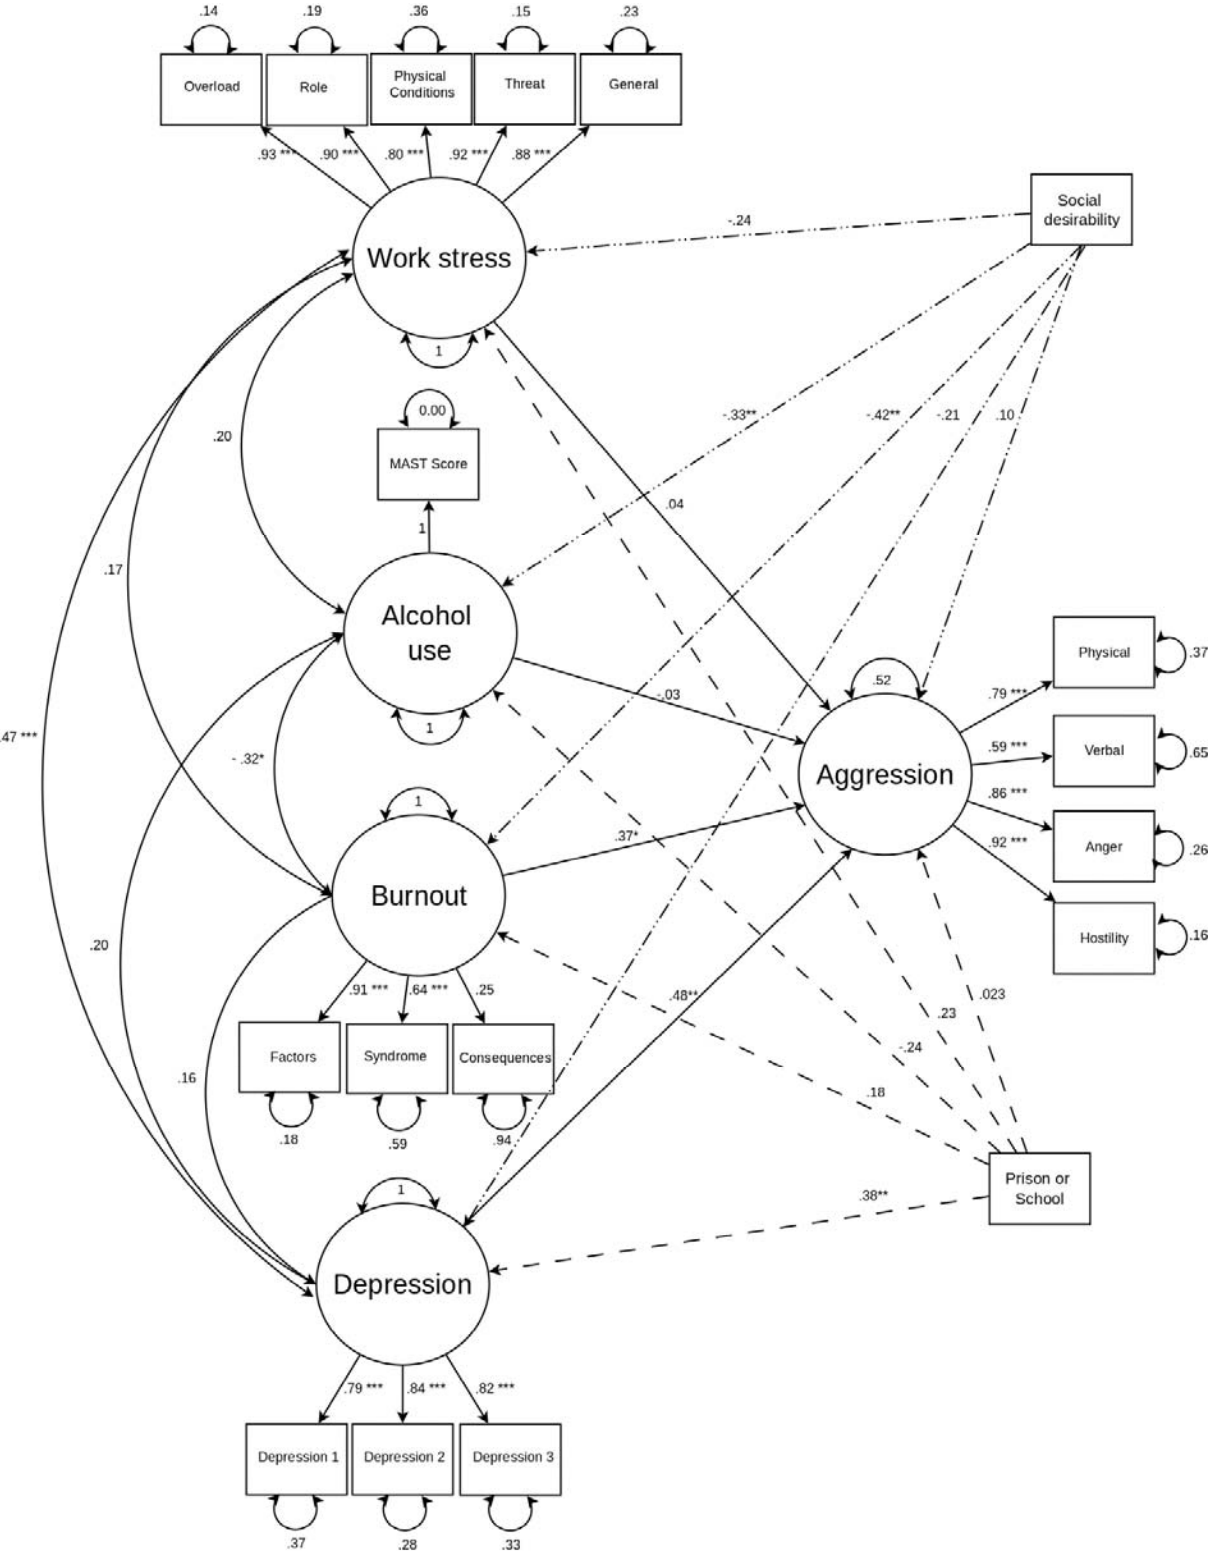 .14
.19
.36
.15
.23
Overload
Role
Physical
Conditions
Threat
General
.93 ***
.90 ***
.80 ***
.92 ***
.88 ***
Social
desirability
-.24
Work stress
1
0.00
-.33**
-.42**
-.21
.10
.20
MAST Score
.04
1
.17
Alcohol
use
Physical
.37
.52
.79 ***
-.03
1
.47 ***
- .32*
.59 ***
Verbal
.65
Aggression
.86 ***
1
.37*
.92 ***
Anger
.26
Burnout
Hostility
.16
.20
.91 ***
.64 ***
.25
.48**
.023
.23
-.24
Factors
Syndrome
Consequences
.16
.18
.18
.59
.94
Prison or
School
1
.38**
Depression
.79 ***
.84 ***
.82 ***
Depression 1
Depression 2
Depression 3
.37
.28
.33